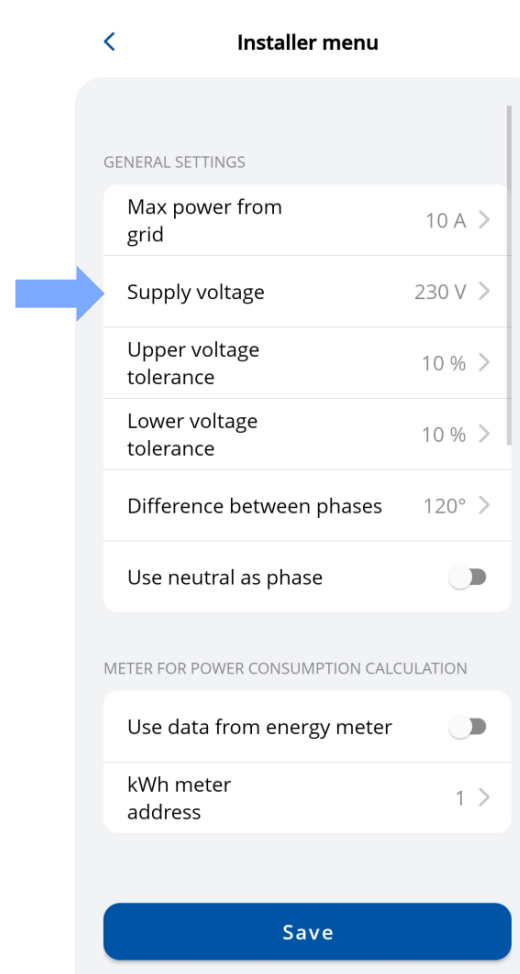 Installer menu
GENERAL SETTINGS
Max power from
grid
10 A
Supply voltage
230 V
Upper voltage
tolerance
10 %
Lower voltage
tolerance
10 %
Difference between phases
120°
Use neutral as phase
METER FOR POWER CONSUMPTION CALCULATION
Use data from energy meter
kWh meter
address
1
Save